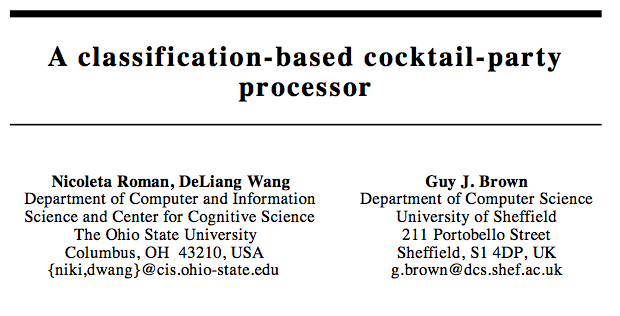 A classification-based cocktail-party
processor
Nicoleta Roman, DeLiang Wang
Department of Computer and Information
Science and Center for Cognitive Science
The Ohio State University
Columbus, OH 43210, USA
{niki,dwang}@cis.ohio-state.edu
Guy J. Brown
Department of Computer Science
University of Sheffield
211 Portobello Street
Sheffield, S1 4DP, UK
g.brown@dcs.shef.ac.uk